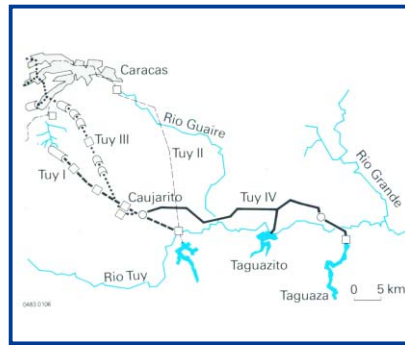 Caracas
Rio Guaire
Tuy III
Tuy II
Rio Grande
Tuy I
Caujarito
Tuy IV
Rio Tuy
Taguazito
Taguaza
0 5 km
0483.0106